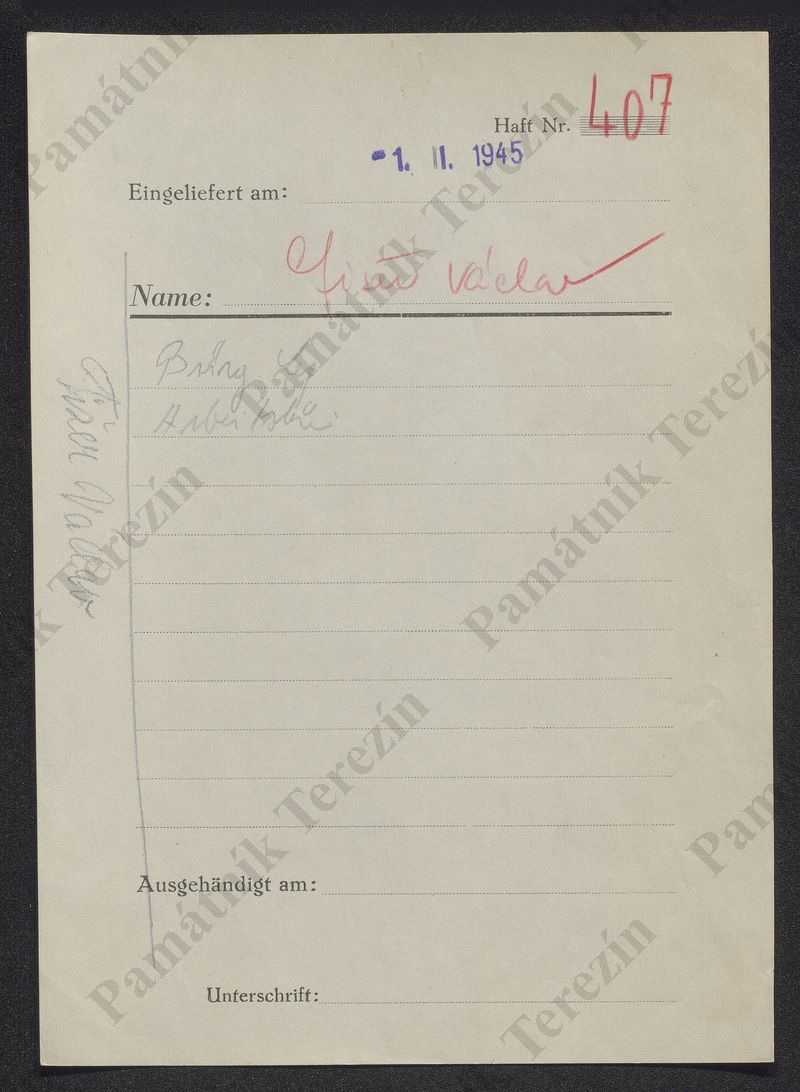 Haft Nr. 407
-1. II. 1945
Eingeliefert am:
Name: Václav
Ausgehändigt am:
Unterschrift:
Památník Terezín